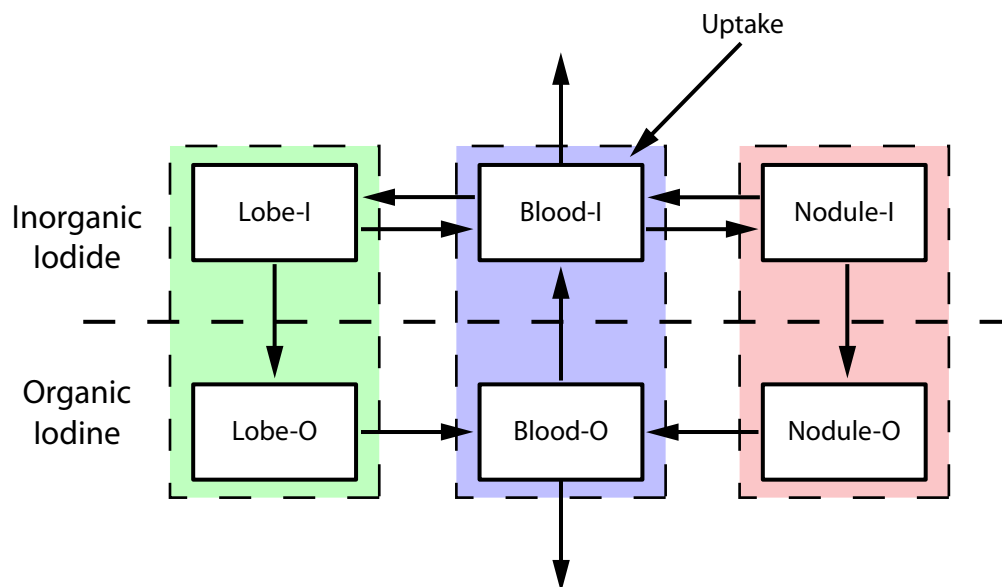 Uptake
Lobe-I
Blood-I
Nodule-I
Inorganic
Iodide
Organic
Iodine
Lobe-O
Blood-O
Nodule-O